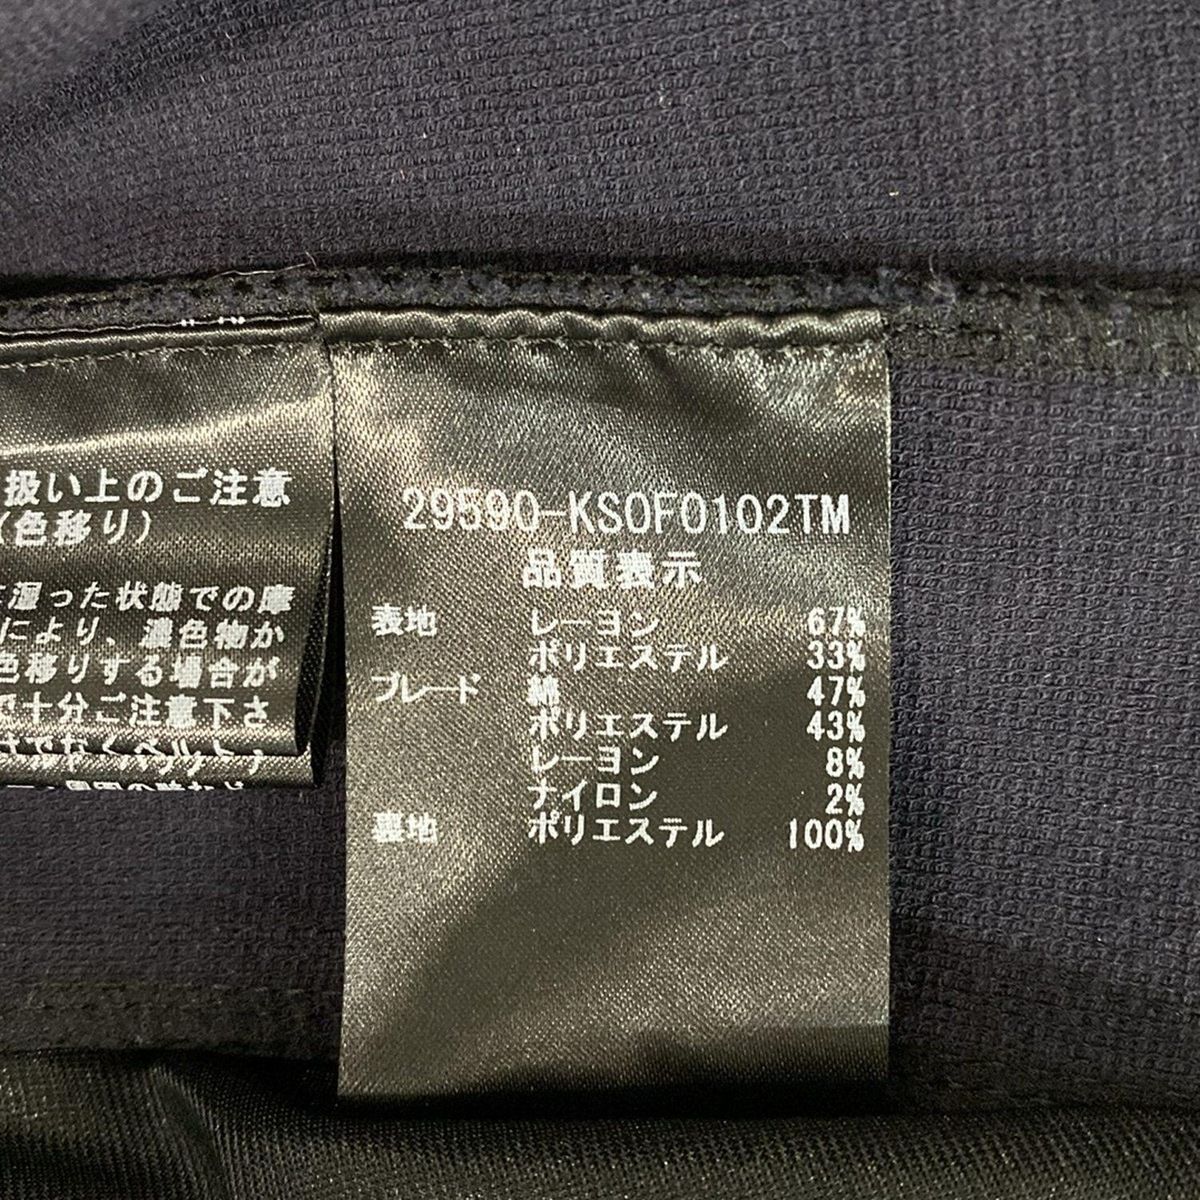 扱い上のご注意
(色移り)
湿った状態での摩
により、濃色物か
色移りする場合が
で十分ご注意下さ
29590-KS0F0102TM
品質表示
表地 レーヨン 67%
ポリエステル 33%
ブレード 綿 47%
ポリエステル 43%
レーヨン 8%
ナイロン 2%
裏地 ポリエステル 100%